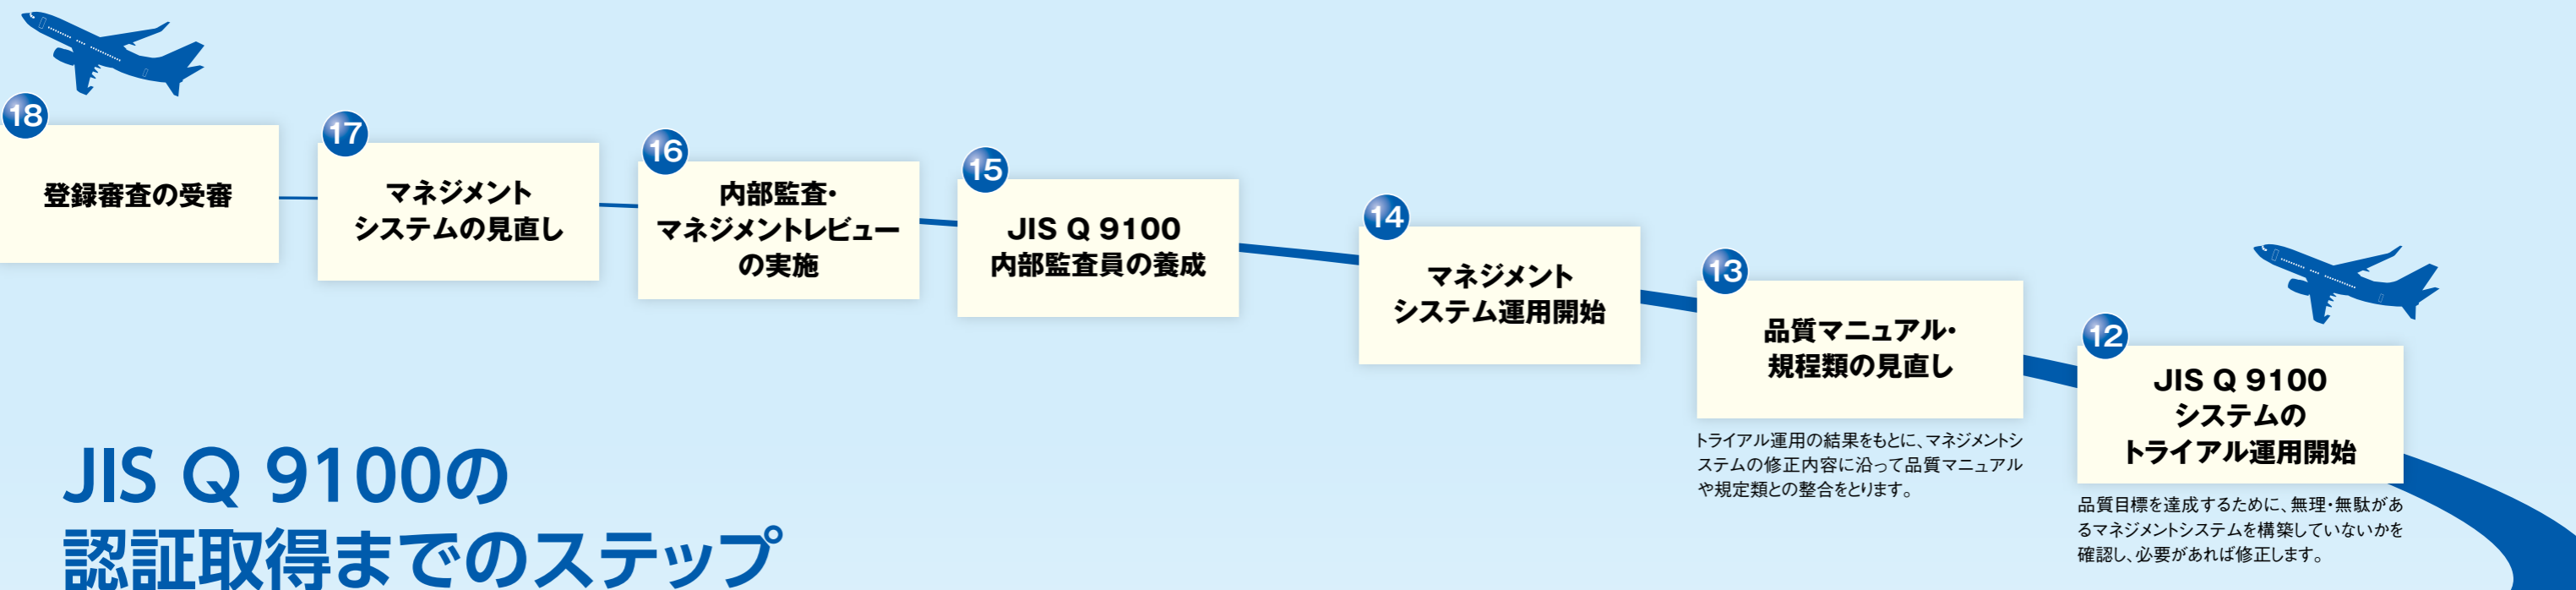 18
登録審査の受審
17
マネジメント
システムの見直し
16
内部監査・
マネジメントレビュー
の実施
15
JIS Q 9100
内部監査員の養成
14
マネジメント
システム運用開始
13
品質マニュアル・
規程類の見直し
トライアル運用の結果をもとに、マネジメントシ
ステムの修正内容に沿って品質マニュアル
や規定類との整合をとります。
12
JIS Q 9100
システムの
トライアル運用開始
品質目標を達成するために、無理・無駄があ
るマネジメントシステムを構築していないかを
確認し、必要があれば修正します。
JIS Q 9100の
認証取得までのステップ